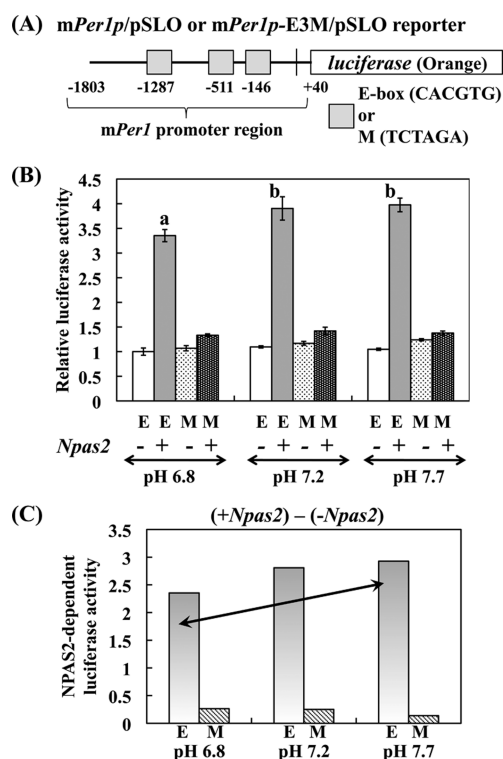 (A) mPer1p/pSLO or mPer1p-E3M/pSLO reporter
luciferase (Orange)
-1803 -1287 -511 -146 +40
mPer1 promoter region
E-box (CACGTG)
or
M (TCTAGA)
(B)
Relative luciferase activity
4.5
4
3.5
3
2.5
2
1.5
1
0.5
0
a b b
E E M M E E M M E E M M
Npas2 - + - + - + - + - + - +
pH 6.8 pH 7.2 pH 7.7
(C) (+Npas2) – (-Npas2)
NPAS2-dependent
luciferase activity
3.5
3
2.5
2
1.5
1
0.5
0
E M E M E M
pH 6.8 pH 7.2 pH 7.7